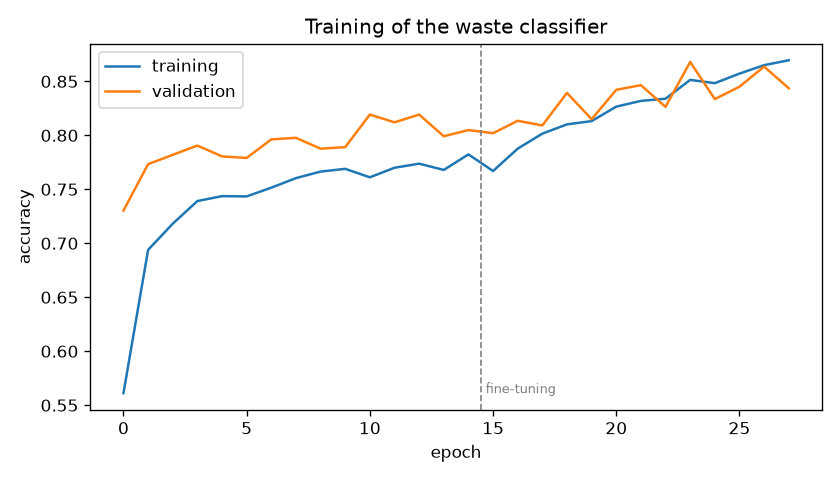 Training of the waste classifier
training
validation
accuracy
0.85
0.80
0.75
0.70
0.65
0.60
0.55
fine-tuning
0 5 10 15 20 25
epoch